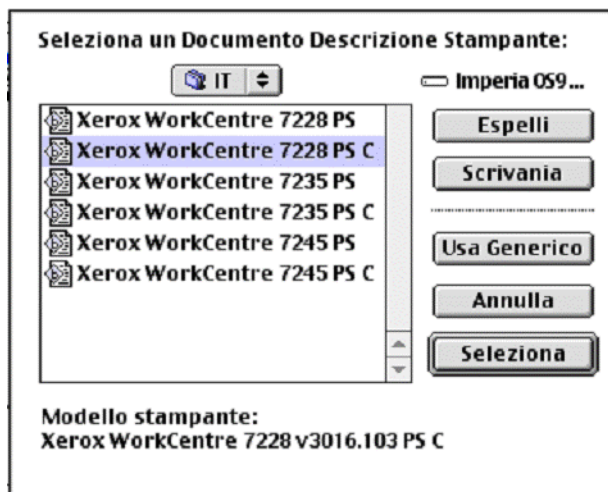 Seleziona un Documento Descrizione Stampante:
IT
Imperia OS9...
Xerox WorkCentre 7228 PS
Xerox WorkCentre 7228 PS C
Xerox WorkCentre 7235 PS
Xerox WorkCentre 7235 PS C
Xerox WorkCentre 7245 PS
Xerox WorkCentre 7245 PS C
Espelli
Scrivania
Usa Generico
Annulla
Seleziona
Modello stampante:
Xerox WorkCentre 7228 v3016.103 PS C